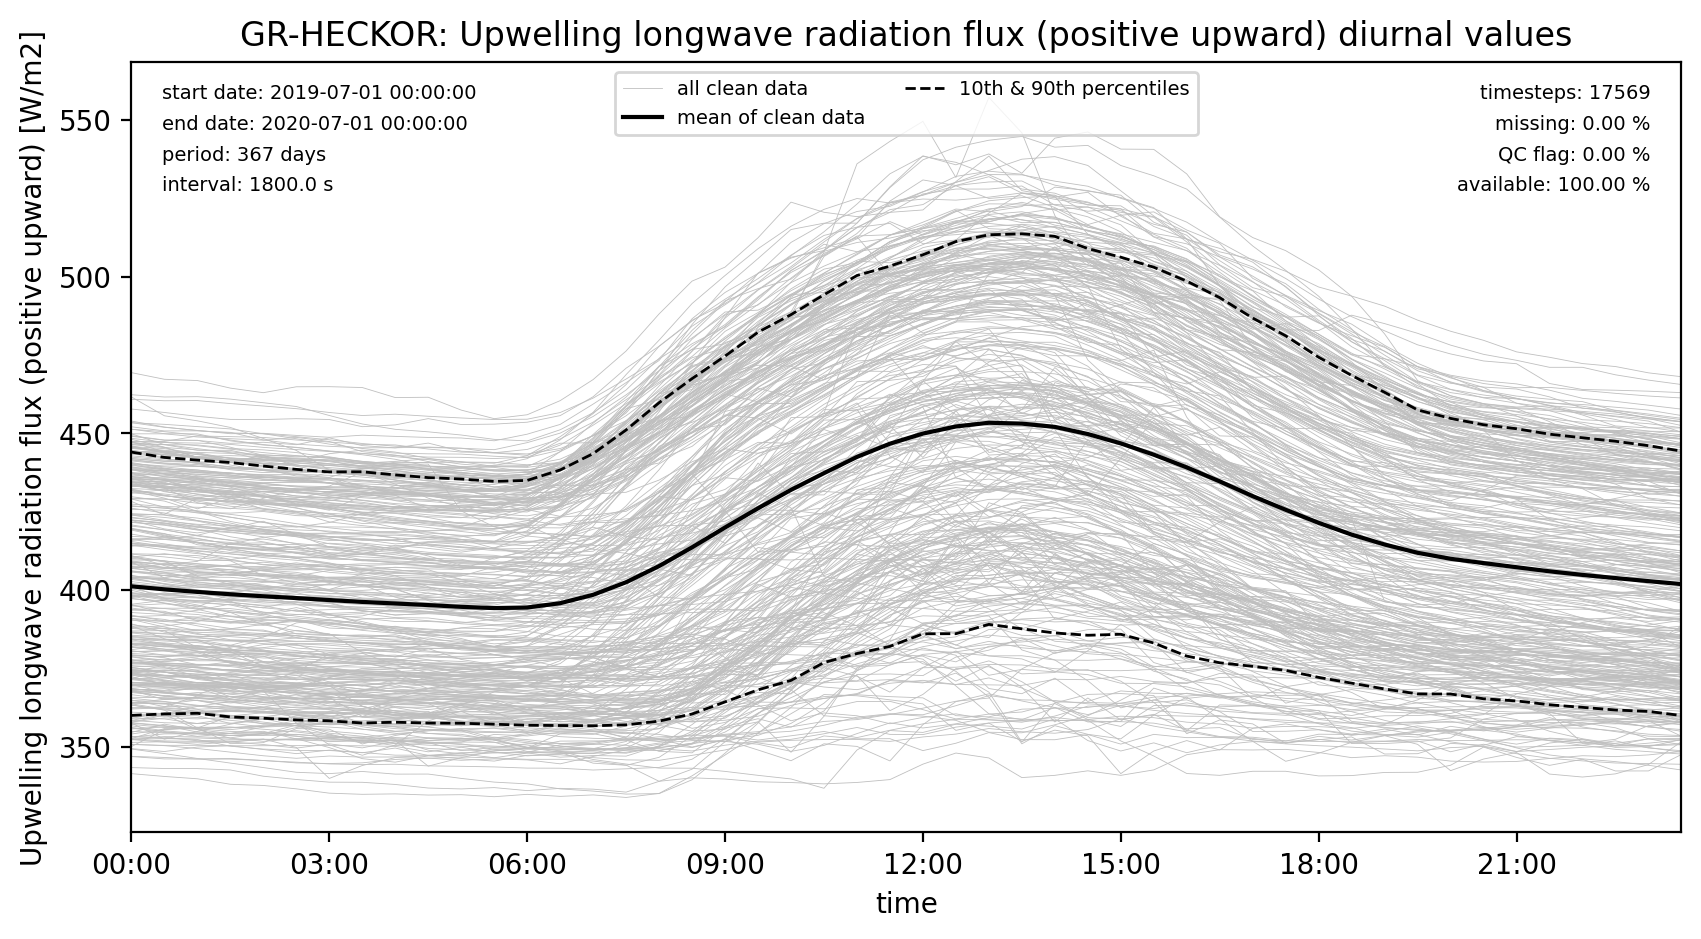 GR-HECKOR: Upwelling longwave radiation flux (positive upward) diurnal values
Upwelling longwave radiation flux (positive upward) [W/m2]
start date: 2019-07-01 00:00:00
end date: 2020-07-01 00:00:00
period: 367 days
interval: 1800.0 s
all clean data
mean of clean data
10th & 90th percentiles
timesteps: 17569
missing: 0.00 %
QC flag: 0.00 %
available: 100.00 %
550
500
450
400
350
00:00 03:00 06:00 09:00 12:00 15:00 18:00 21:00
time